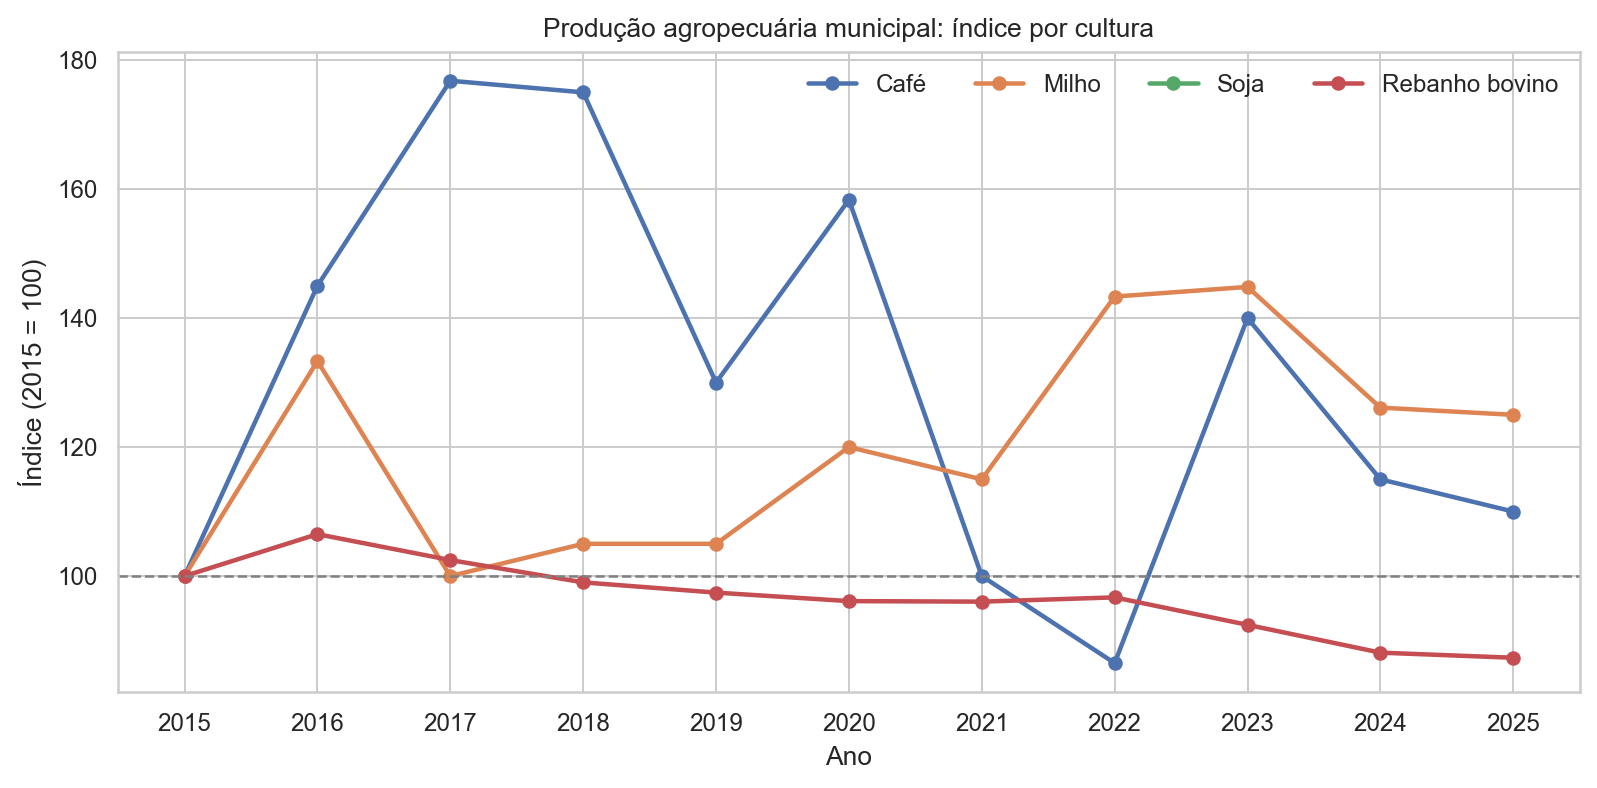 Produção agropecuária municipal: índice por cultura
Café
Milho
Soja
Rebanho bovino
Índice (2015 = 100)
180
160
140
120
100
2015 2016 2017 2018 2019 2020 2021 2022 2023 2024 2025
Ano